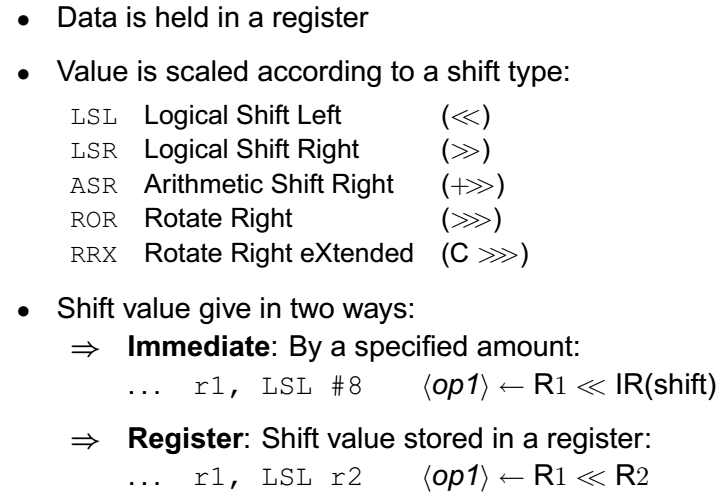 • Data is held in a register
• Value is scaled according to a shift type:
LSL Logical Shift Left (≪)
LSR Logical Shift Right (≫)
ASR Arithmetic Shift Right (+≫)
ROR Rotate Right (⋙)
RRX Rotate Right eXtended (C ⋙)
• Shift value give in two ways:
⇒ Immediate: By a specified amount:
... r1, LSL #8 ⟨op1⟩ ← R1 ≪ IR(shift)
⇒ Register: Shift value stored in a register:
... r1, LSL r2 ⟨op1⟩ ← R1 ≪ R2